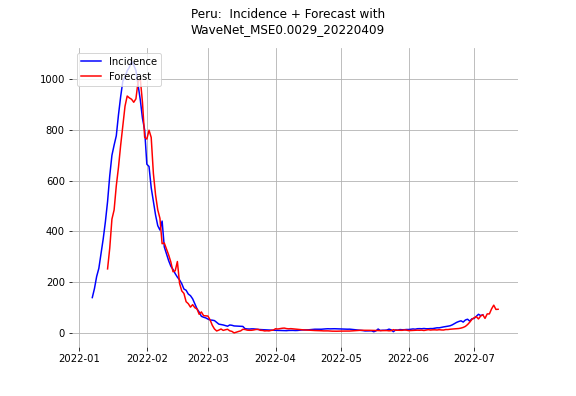 Peru:  Incidence + Forecast with
WaveNet_MSE0.0029_20220409
Incidence
Forecast
1000
800
600
400
200
0
2022-01 2022-02 2022-03 2022-04 2022-05 2022-06 2022-07